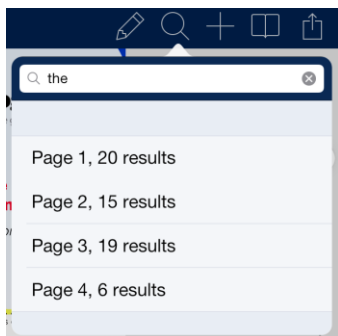 the
Page 1, 20 results
Page 2, 15 results
Page 3, 19 results
Page 4, 6 results